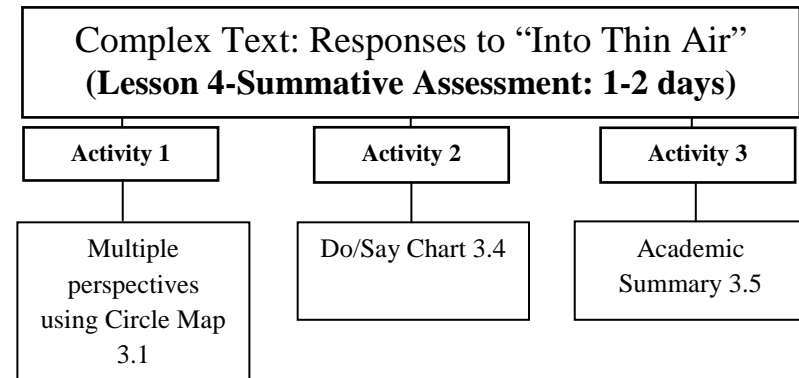 Complex Text: Responses to “Into Thin Air”
(Lesson 4-Summative Assessment: 1-2 days)
Activity 1
Activity 2
Activity 3
Multiple
perspectives
using Circle Map
3.1
Do/Say Chart 3.4
Academic
Summary 3.5